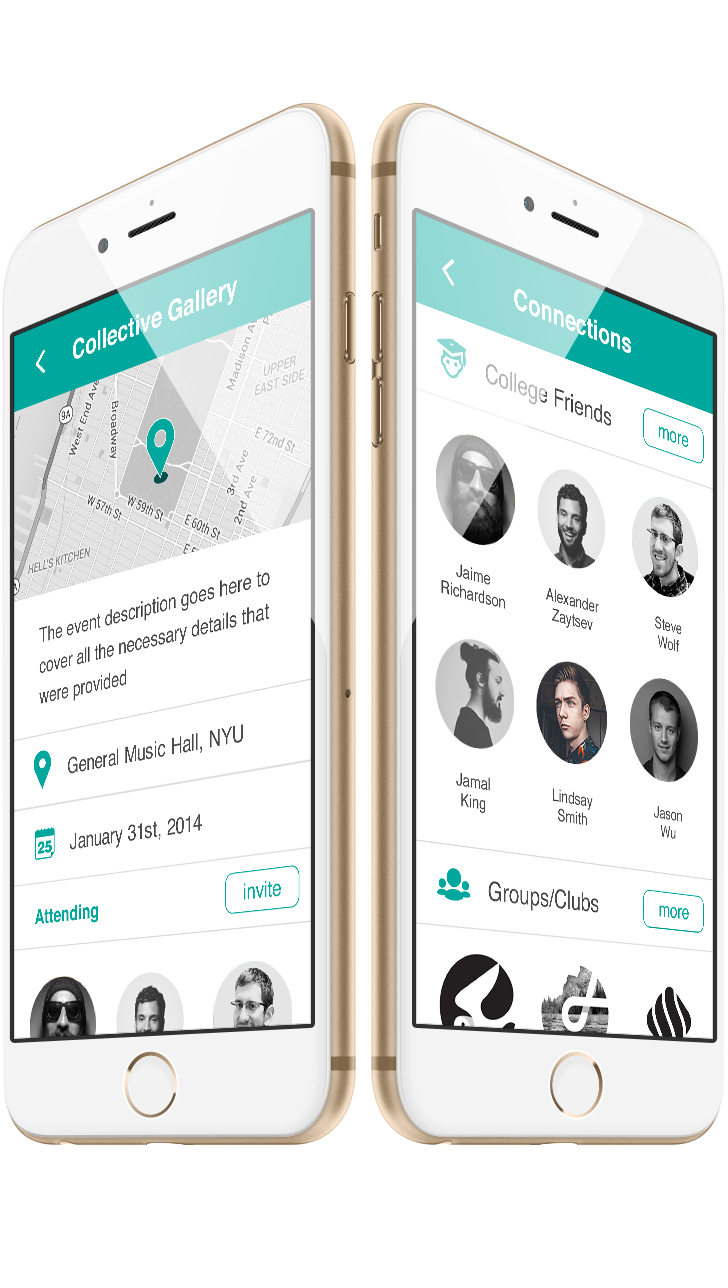 Collective Gallery
Madison Av
UPPER
EAST SIDE
9A
West End Ave
Broadway
E 72nd St
3rd Ave
2nd Ave
W 57th St
W 59th St
E 60th St
HELL'S KITCHEN
The event description goes here to
cover all the necessary details that
were provided
General Music Hall, NYU
25
January 31st, 2014
Attending
invite
Connections
College Friends
more
Jaime
Richardson
Alexander
Zaytsev
Steve
Wolf
Jamal
King
Lindsay
Smith
Jason
Wu
Groups/Clubs
more